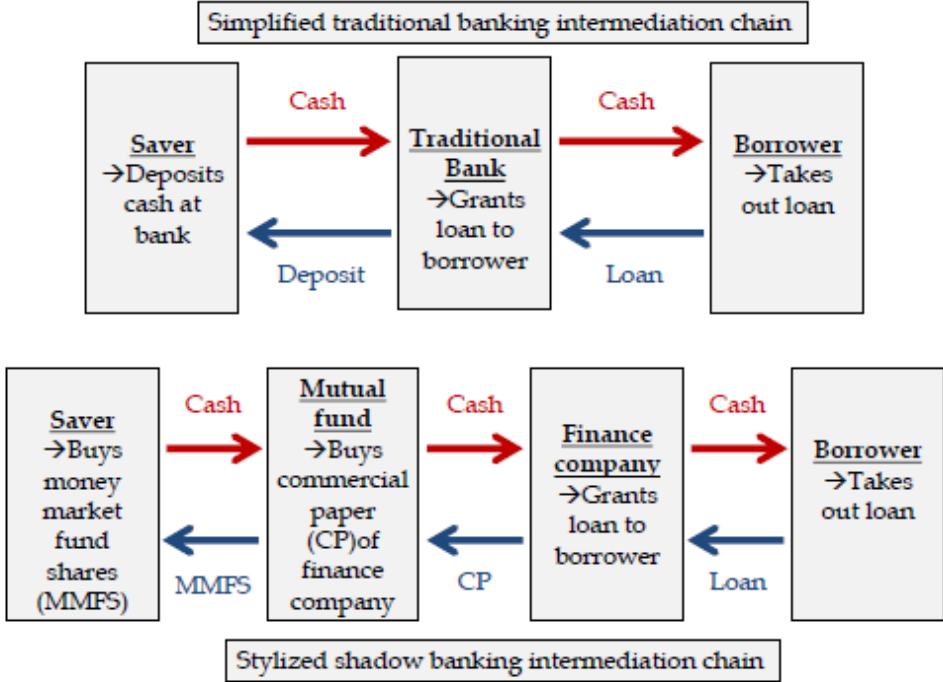 Simplified traditional banking intermediation chain
Cash
Cash
Saver
→Deposits
cash at
bank
Traditional
Bank
→Grants
loan to
borrower
Borrower
→Takes
out loan
Deposit
Loan
Saver
→Buys
money
market
fund
shares
(MMFS)
Cash
MMFS
Mutual
fund
→Buys
commercial
paper
(CP)of
finance
company
Cash
CP
Finance
company
→Grants
loan to
borrower
Cash
Loan
Borrower
→Takes
out loan
Stylized shadow banking intermediation chain